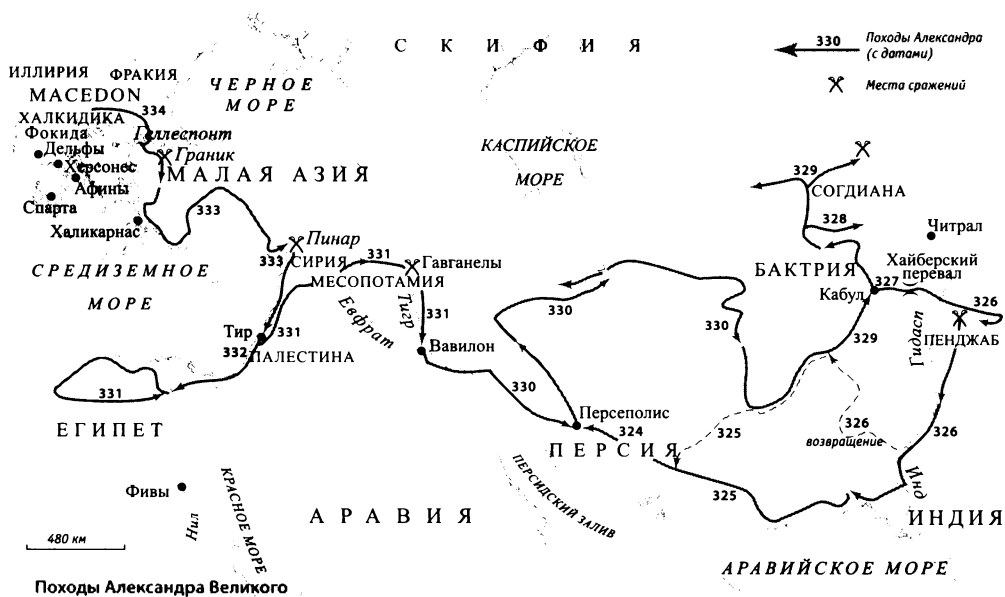 СКИФИЯ
330
Походы Александра
(с датами)
Места сражений
ИЛЛИРИЯ
ФРАКИЯ
MACEDON
ЧЕРНОЕ
МОРЕ
334
ХАЛКИДИКА
Геллеспонт
Фокида
Дельфы
Граник
Херсонес
МАЛАЯ АЗИЯ
Афины
Спарта
Халикарнас
333
КАСПИЙСКОЕ
МОРЕ
329
СОГДИАНА
328
Читрал
Пинар
333
СИРИЯ
331
Гавганелы
МЕСОПОТАМИЯ
СРЕДИЗЕМНОЕ
МОРЕ
Евфрат
Тигр
331
БАКТРИЯ
Хайберский
перевал
Кабул
327
326
330
330
329
Гидасп
ПЕНДЖАБ
Тир
332
331
ПАЛЕСТИНА
Вавилон
331
330
ЕГИПЕТ
Персеполис
324
ПЕРСИЯ
325
326
возвращение
326
325
Инд
ИНДИЯ
Фивы
Нил
КРАСНОЕ МОРЕ
АРАВИЯ
ПЕРСИДСКИЙ ЗАЛИВ
АРАВИЙСКОЕ МОРЕ
480 км
Походы Александра Великого